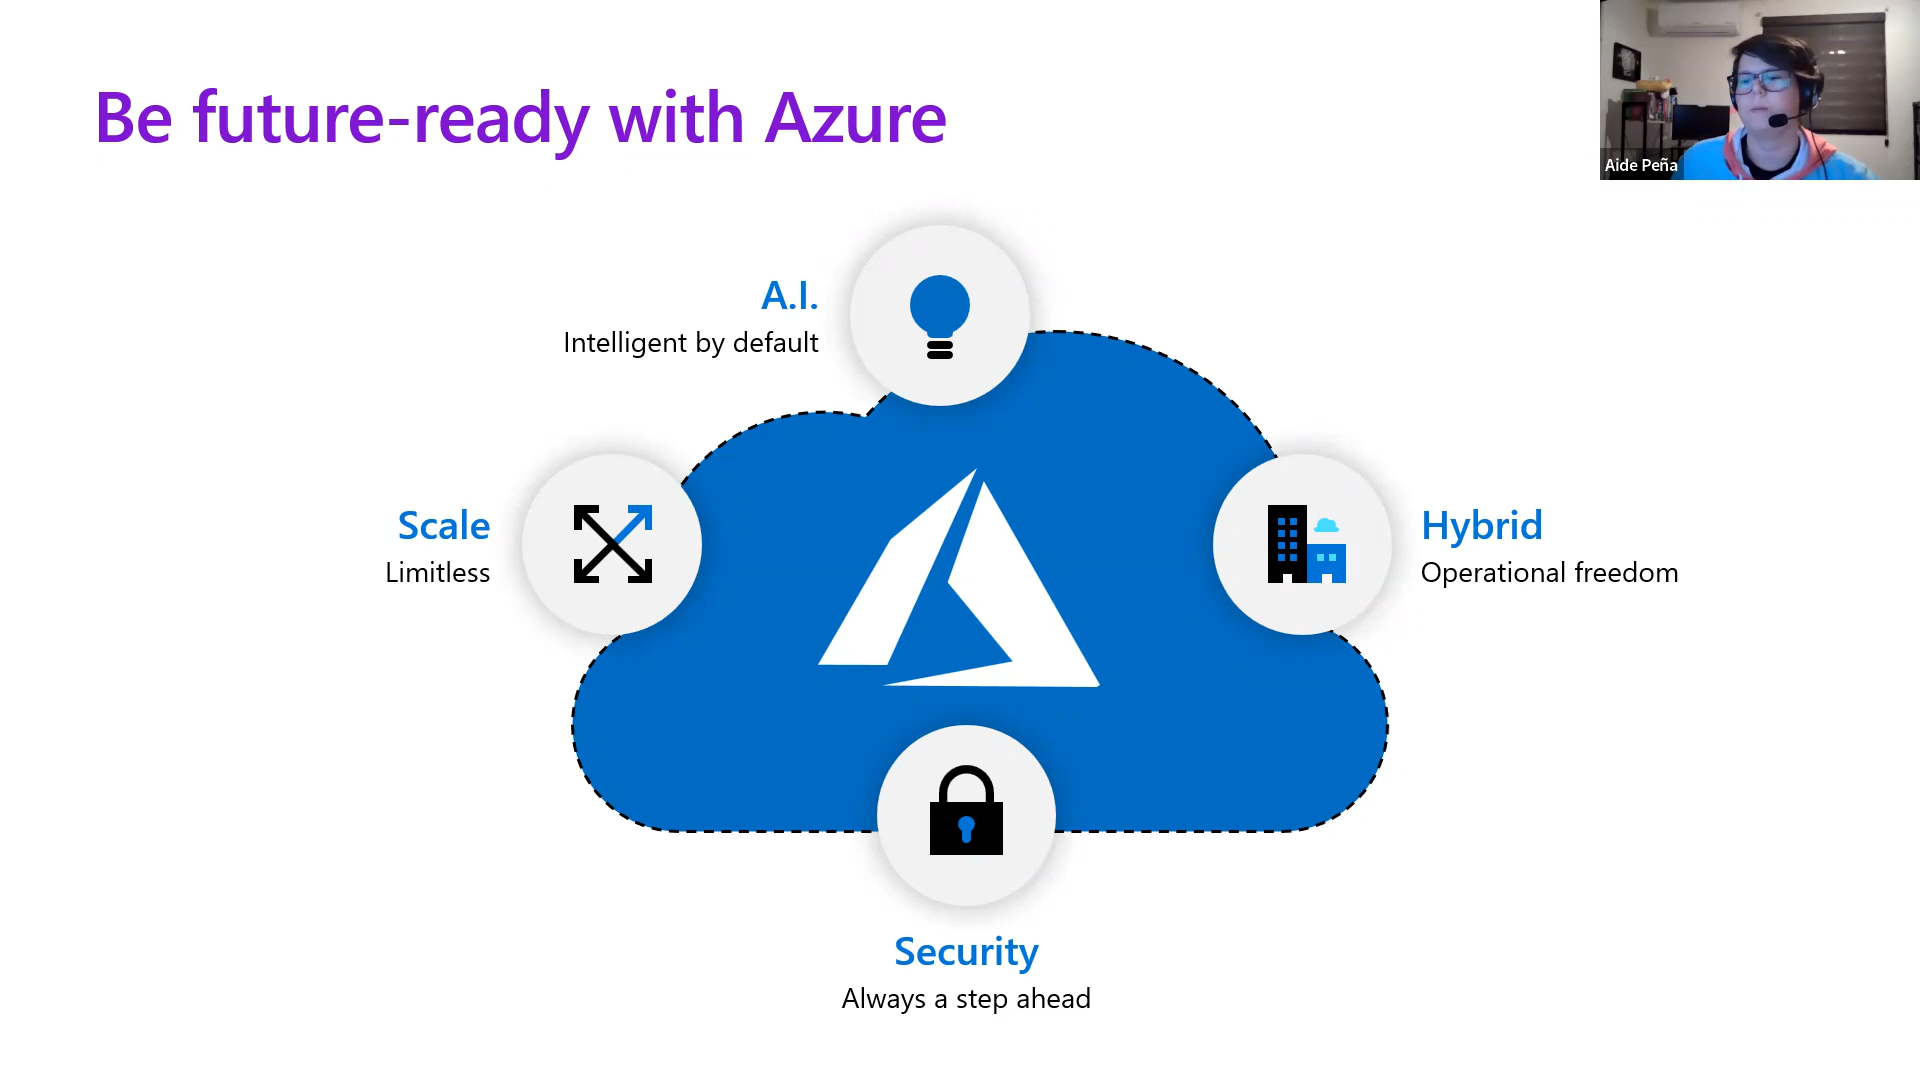 Be future-ready with Azure
Aide Peña
A.I.
Intelligent by default
Scale
Limitless
Hybrid
Operational freedom
Security
Always a step ahead